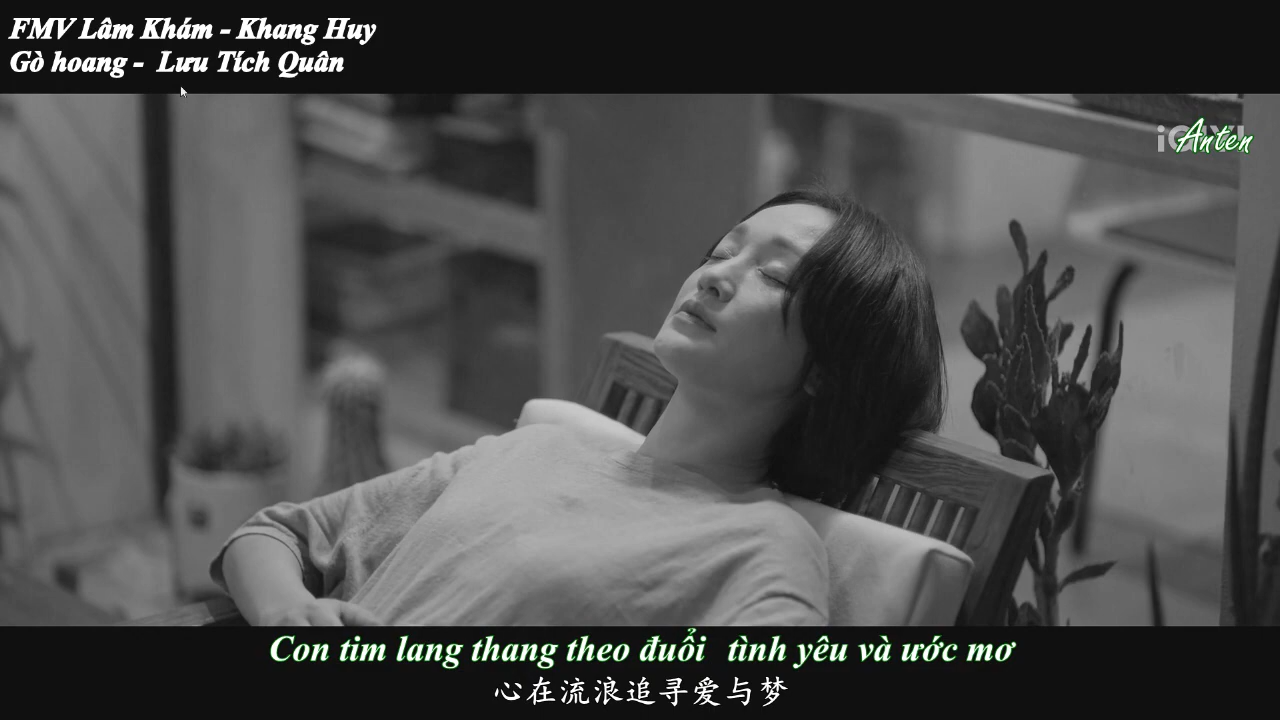 FMV Lâm Khám - Khang Huy
Gò hoang - Lưu Tích Quân
Anten
Con tim lang thang theo đuổi tình yêu và ước mơ
心在流浪追寻爱与梦